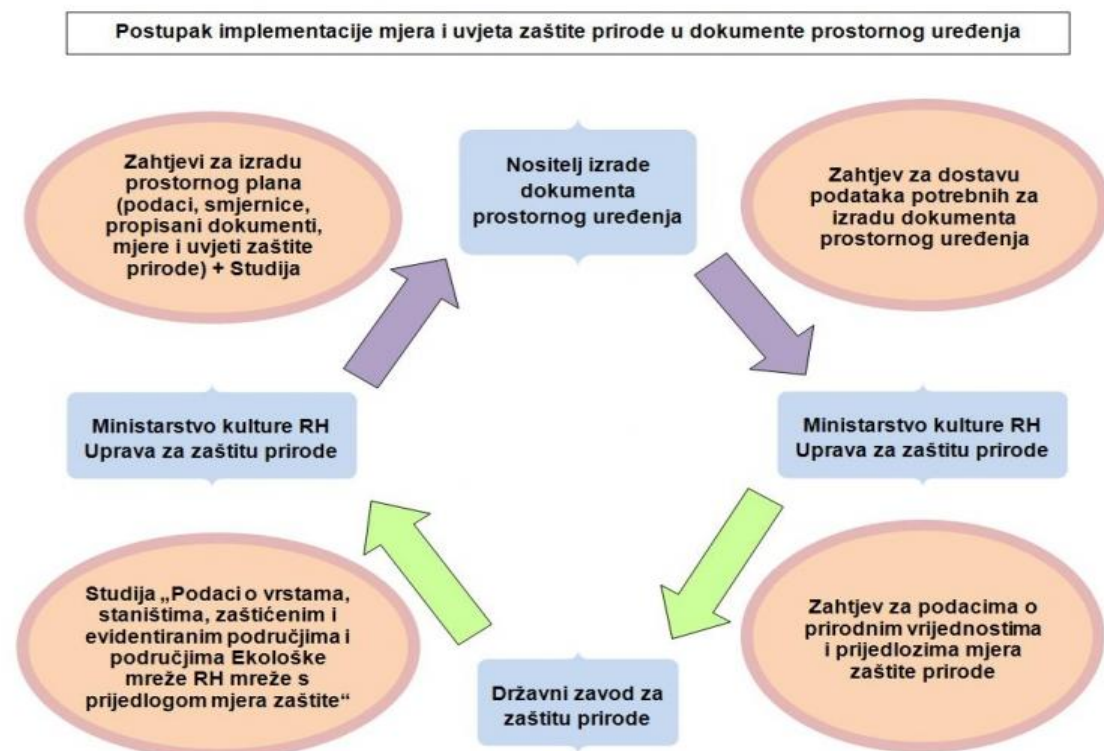 Postupak implementacije mjera i uvjeta zaštite prirode u dokumente prostornog uređenja
Zahtjevi za izradu
prostornog plana
(podaci, smjernice,
propisani dokumenti,
mjere i uvjeti zaštite
prirode) + Studija
Nositelj izrade
dokumenta
prostornog uređenja
Zahtjev za dostavu
podataka potrebnih za
izradu dokumenta
prostornog uređenja
Ministarstvo kulture RH
Uprava za zaštitu prirode
Ministarstvo kulture RH
Uprava za zaštitu prirode
Studija „Podaci o vrstama,
staništima, zaštićenim i
evidentiranim područjima i
područjima Ekološke
mreže RH mreže s
prijedlogom mjera zaštite“
Državni zavod za
zaštitu prirode
Zahtjev za podacima o
prirodnim vrijednostima
i prijedlozima mjera
zaštite prirode